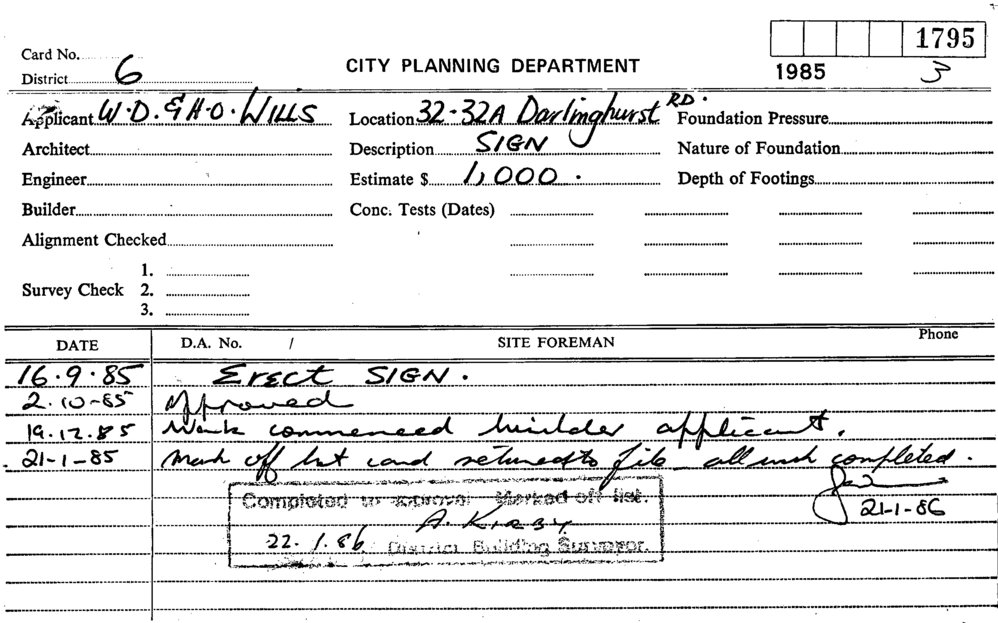 1795
Card No.
CITY PLANNING DEPARTMENT
1985 3
District 6
Applicant W.D. & H.O. WILLS Location 32-32A Darlinghurst RD. Foundation Pressure
Architect Description SIGN Nature of Foundation
Engineer Estimate $ 1,000. Depth of Footings
Builder Conc. Tests (Dates)
Alignment Checked
1.
Survey Check 2.
3.
DATE D.A. No. / SITE FOREMAN Phone
16.9.85 Erect SIGN.
2.10-85 Approved
19.12.85 Work commenced builder applicant.
21-1-85 Mark off list card returned to file all work completed.
21-1-86
Completed to approval Marked off list.
A. KIRBY
22.1.86 District Building Surveyor.